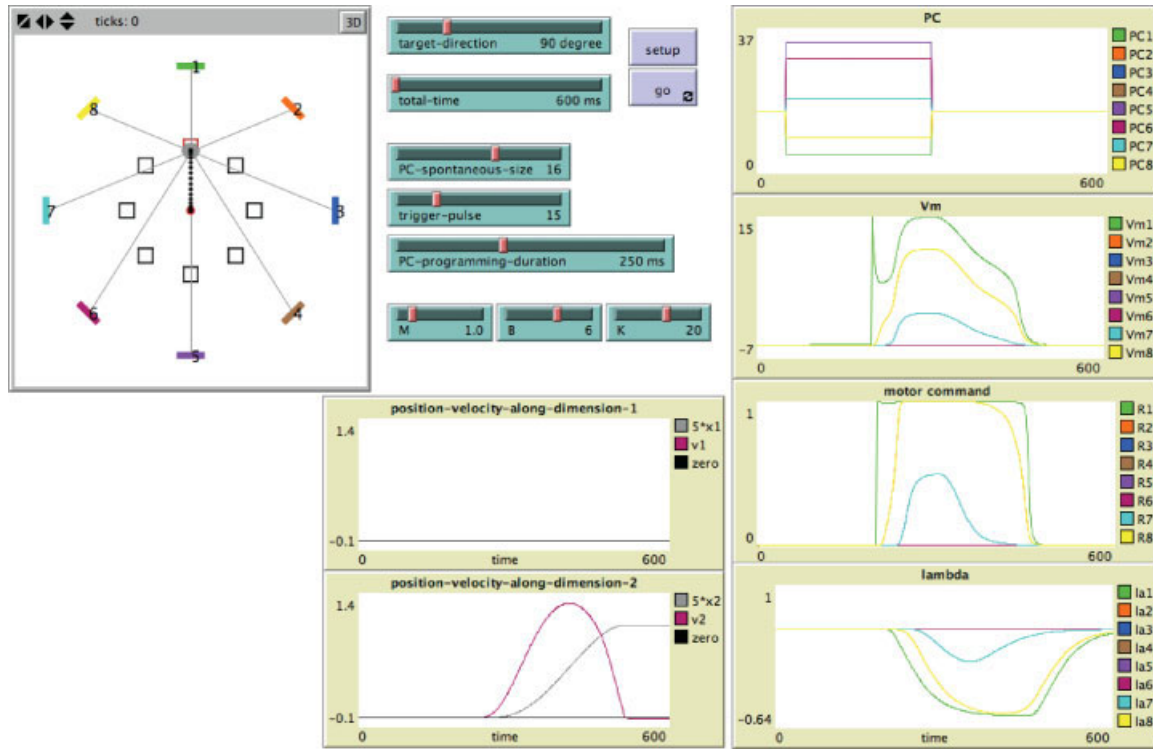 ticks: 0
3D
1
2
3
4
5
6
7
8
target-direction 90 degree
total-time 600 ms
setup
go
PC-spontaneous-size 16
trigger-pulse 15
PC-programming-duration 250 ms
M 1.0
B 6
K 20
PC
37
0
0
600
PC1
PC2
PC3
PC4
PC5
PC6
PC7
PC8
Vm
15
-7
0
600
Vm1
Vm2
Vm3
Vm4
Vm5
Vm6
Vm7
Vm8
motor command
1
0
0
600
R1
R2
R3
R4
R5
R6
R7
R8
position-velocity-along-dimension-1
1.4
-0.1
0
time
600
5*x1
v1
zero
position-velocity-along-dimension-2
1.4
-0.1
0
time
600
5*x2
v2
zero
lambda
1
-0.64
0
time
600
la1
la2
la3
la4
la5
la6
la7
la8